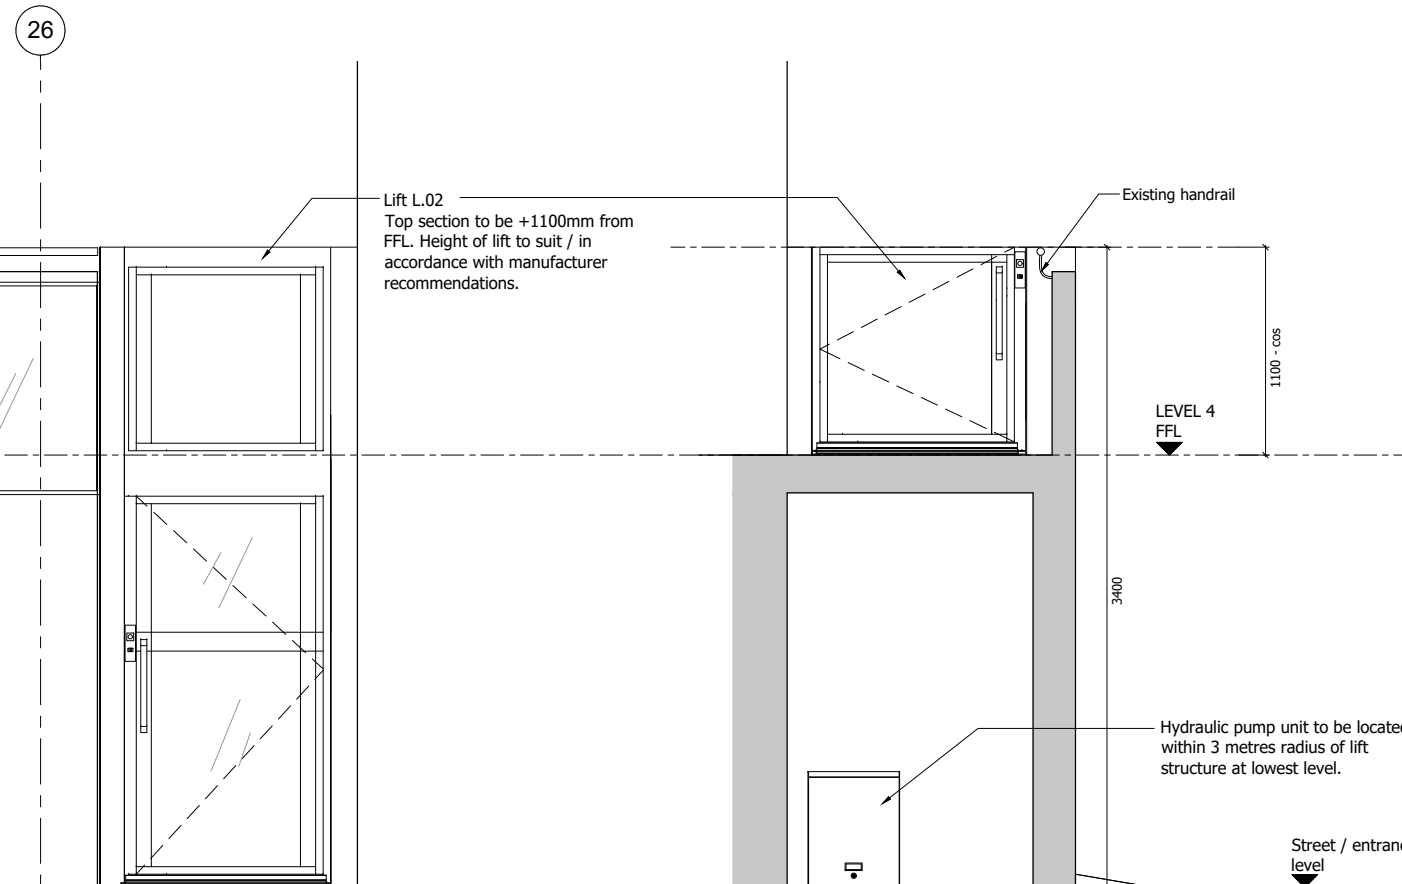 26
Lift L.02
Top section to be +1100mm from
FFL. Height of lift to suit / in
accordance with manufacturer
recommendations.
Existing handrail
1100 - cos
LEVEL 4
FFL
3400
Hydraulic pump unit to be located
within 3 metres radius of lift
structure at lowest level.
Street / entranc
level